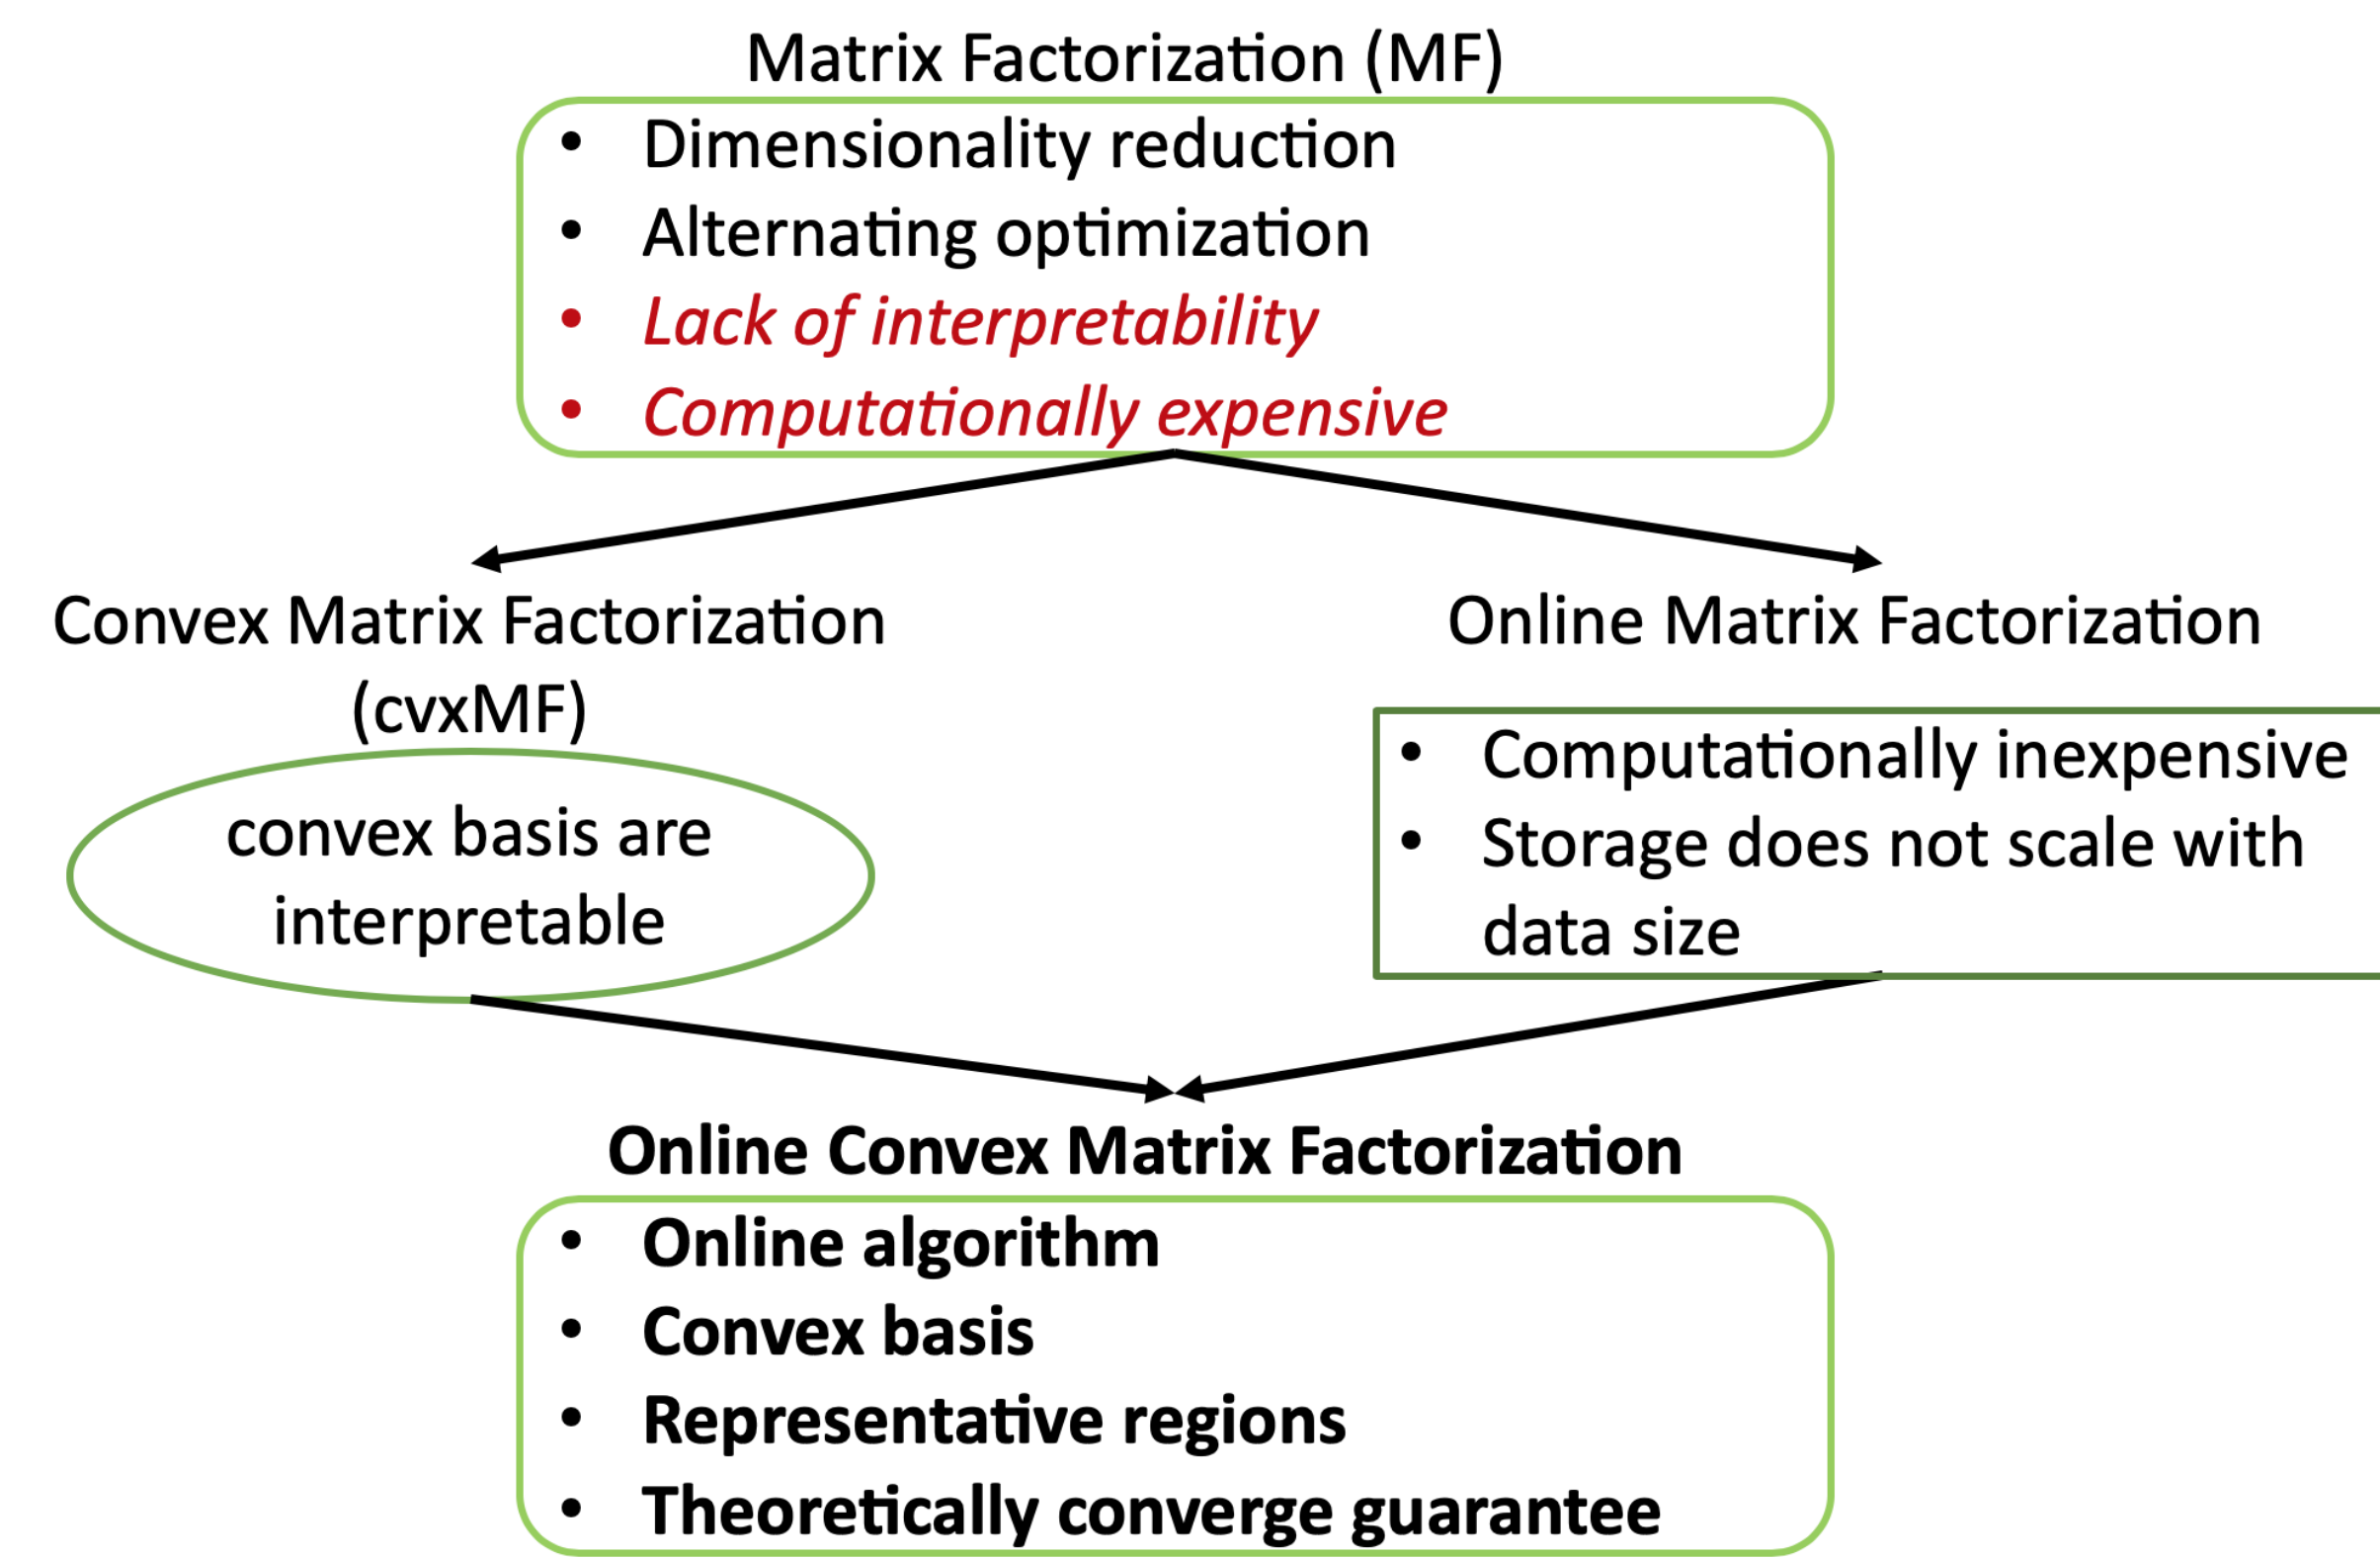 Matrix Factorization (MF)
• Dimensionality reduction
• Alternating optimization
• Lack of interpretability
• Computationally expensive
Convex Matrix Factorization
(cvxMF)
convex basis are
interpretable
Online Matrix Factorization
• Computationally inexpensive
• Storage does not scale with
data size
Online Convex Matrix Factorization
• Online algorithm
• Convex basis
• Representative regions
• Theoretically converge guarantee